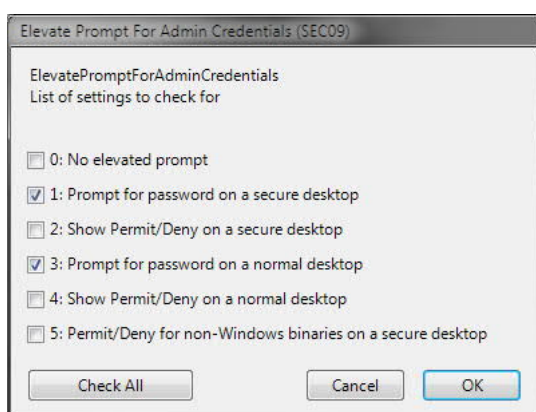 Elevate Prompt For Admin Credentials (SEC09)
ElevatePromptForAdminCredentials
List of settings to check for
0: No elevated prompt
1: Prompt for password on a secure desktop
2: Show Permit/Deny on a secure desktop
3: Prompt for password on a normal desktop
4: Show Permit/Deny on a normal desktop
5: Permit/Deny for non-Windows binaries on a secure desktop
Check All Cancel OK